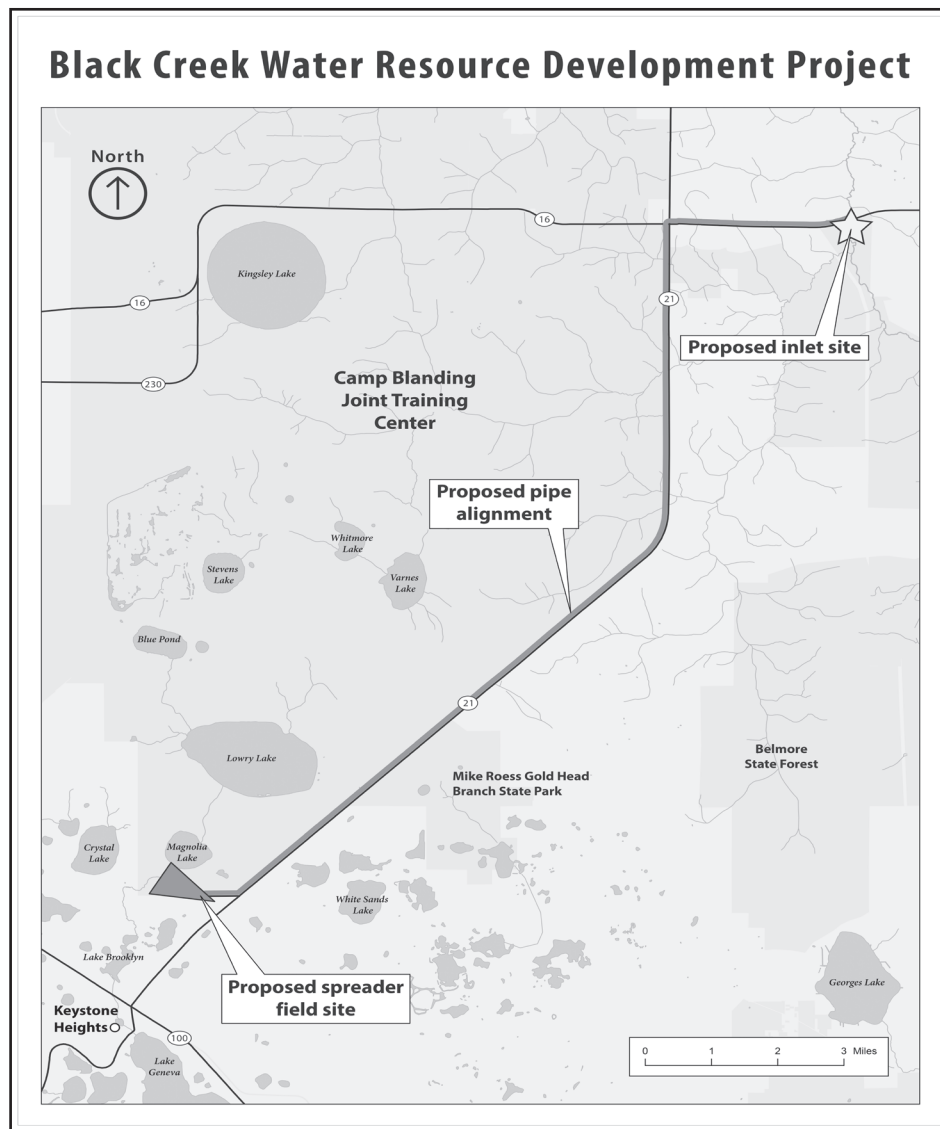 Black Creek Water Resource Development Project
North
16
Kingsley Lake
16
21
Proposed inlet site
230
Camp Blanding
Joint Training
Center
Proposed pipe
alignment
Whitmore
Lake
Stevens
Lake
Varnes
Lake
Blue Pond
21
Lowry Lake
Belmore
State Forest
Mike Roess Gold Head
Branch State Park
Crystal
Lake
Magnolia
Lake
White Sands
Lake
Lake Brooklyn
Georges Lake
Proposed spreader
field site
Keystone
Heights
100
Lake
Geneva
0 1 2 3 Miles